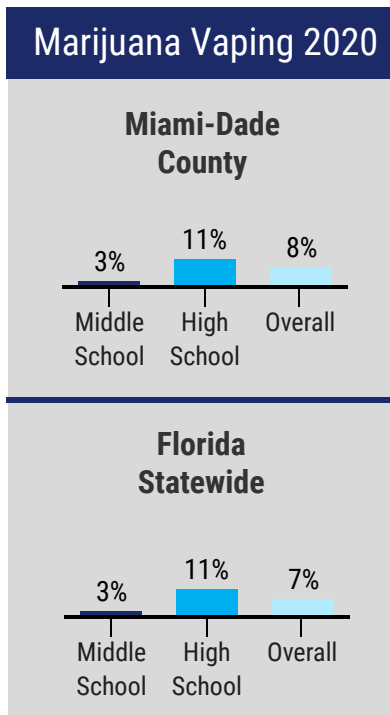 Marijuana Vaping 2020
Miami-Dade
County
3%
11%
8%
Middle
School
High
School
Overall
Florida
Statewide
3%
11%
7%
Middle
School
High
School
Overall